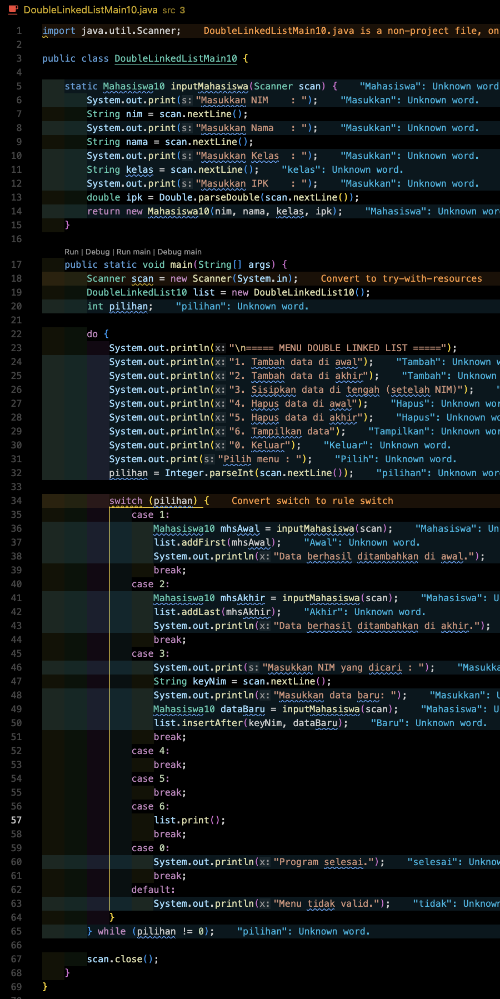 DoubleLinkedListMain10.java src 3
1 import java.util.Scanner; DoubleLinkedListMain10.java is a non-project file, on
2
3 public class DoubleLinkedListMain10 {
4
5 static Mahasiswa10 inputMahasiswa(Scanner scan) { "Mahasiswa": Unknown word
6 System.out.print(s: "Masukkan NIM    : "); "Masukkan": Unknown word.
7 String nim = scan.nextLine();
8 System.out.print(s: "Masukkan Nama   : "); "Masukkan": Unknown word.
9 String nama = scan.nextLine();
10 System.out.print(s: "Masukkan Kelas  : "); "Masukkan": Unknown word.
11 String kelas = scan.nextLine(); "kelas": Unknown word.
12 System.out.print(s: "Masukkan IPK    : "); "Masukkan": Unknown word.
13 double ipk = Double.parseDouble(scan.nextLine());
14 return new Mahasiswa10(nim, nama, kelas, ipk); "Mahasiswa": Unknown wor
15 }
16
Run | Debug | Run main | Debug main
17 public static void main(String[] args) {
18 Scanner scan = new Scanner(System.in); Convert to try-with-resources
19 DoubleLinkedList10 list = new DoubleLinkedList10();
20 int pilihan; "pilihan": Unknown word.
21
22 do {
23 System.out.println(x: "\n===== MENU DOUBLE LINKED LIST =====");
24 System.out.println(x: "1. Tambah data di awal"); "Tambah": Unknown w
25 System.out.println(x: "2. Tambah data di akhir"); "Tambah": Unknown
26 System.out.println(x: "3. Sisipkan data di tengah (setelah NIM)"); "
27 System.out.println(x: "4. Hapus data di awal"); "Hapus": Unknown wor
28 System.out.println(x: "5. Hapus data di akhir"); "Hapus": Unknown wo
29 System.out.println(x: "6. Tampilkan data"); "Tampilkan": Unknown wor
30 System.out.println(x: "0. Keluar"); "Keluar": Unknown word.
31 System.out.print(s: "Pilih menu : "); "Pilih": Unknown word.
32 pilihan = Integer.parseInt(scan.nextLine()); "pilihan": Unknown wor
33
34 switch (pilihan) { Convert switch to rule switch
35 case 1:
36 Mahasiswa10 mhsAwal = inputMahasiswa(scan); "Mahasiswa": Un
37 list.addFirst(mhsAwal); "Awal": Unknown word.
38 System.out.println(x: "Data berhasil ditambahkan di awal.");
39 break;
40 case 2:
41 Mahasiswa10 mhsAkhir = inputMahasiswa(scan); "Mahasiswa": U
42 list.addLast(mhsAkhir); "Akhir": Unknown word.
43 System.out.println(x: "Data berhasil ditambahkan di akhir.");
44 break;
45 case 3:
46 System.out.print(s: "Masukkan NIM yang dicari : "); "Masukka
47 String keyNim = scan.nextLine();
48 System.out.println(x: "Masukkan data baru: "); "Masukkan": U
49 Mahasiswa10 dataBaru = inputMahasiswa(scan); "Mahasiswa": U
50 list.insertAfter(keyNim, dataBaru); "Baru": Unknown word.
51 break;
52 case 4:
53 break;
54 case 5:
55 break;
56 case 6:
57 list.print();
58 break;
59 case 0:
60 System.out.println(x: "Program selesai."); "selesai": Unknow
61 break;
62 default:
63 System.out.println(x: "Menu tidak valid."); "tidak": Unknown
64 }
65 } while (pilihan != 0); "pilihan": Unknown word.
66
67 scan.close();
68 }
69 }